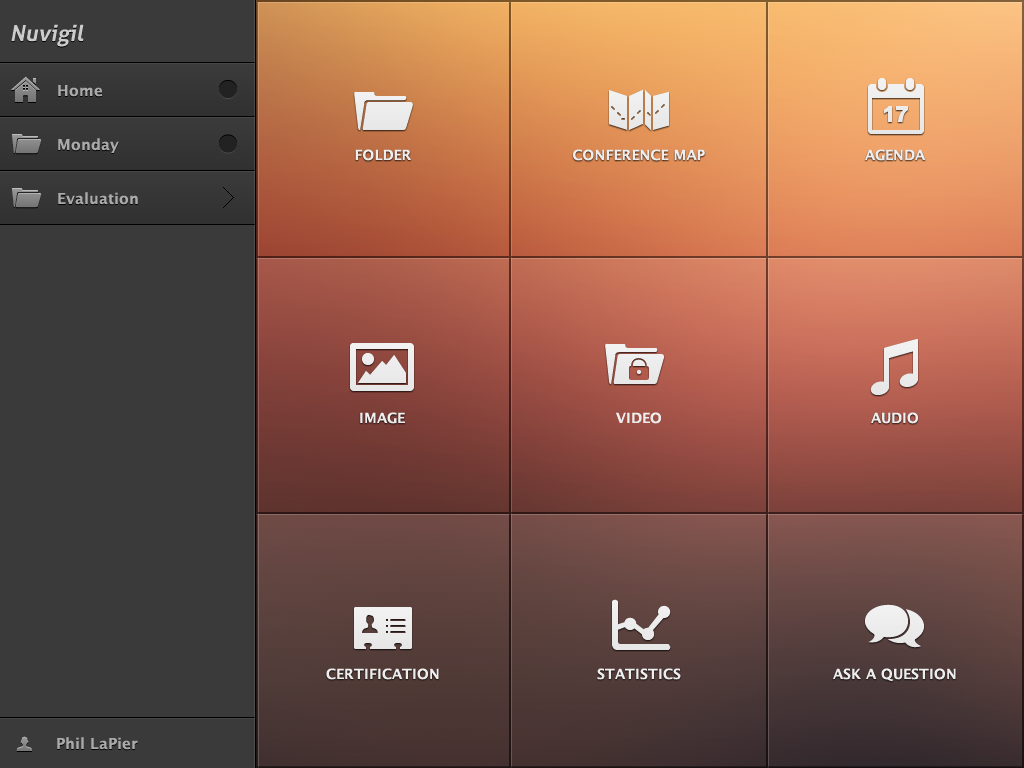 Nuvigil
Home
Monday
Evaluation
Phil LaPier
FOLDER
CONFERENCE MAP
17
AGENDA
IMAGE
VIDEO
AUDIO
CERTIFICATION
STATISTICS
ASK A QUESTION